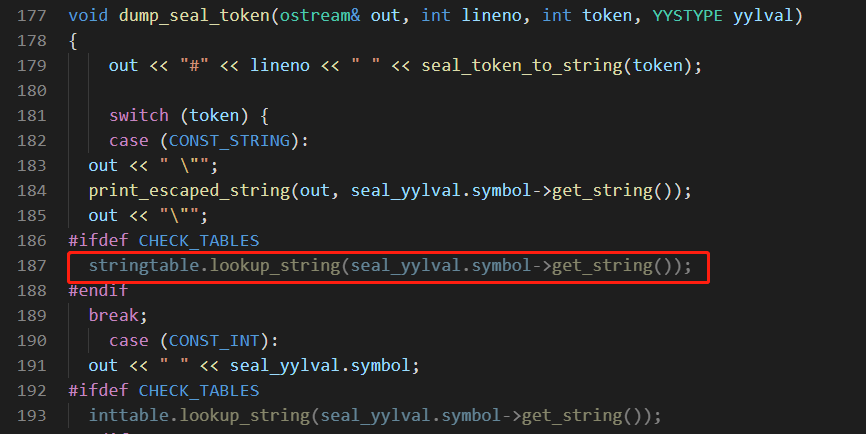 177 void dump_seal_token(ostream& out, int lineno, int token, YYSTYPE yylval)
178 {
179 out << "#" << lineno << " " << seal_token_to_string(token);
180
181 switch (token) {
182 case (CONST_STRING):
183 out << " \"";
184 print_escaped_string(out, seal_yylval.symbol->get_string());
185 out << "\"";
186 #ifdef CHECK_TABLES
187 stringtable.lookup_string(seal_yylval.symbol->get_string());
188 #endif
189 break;
190 case (CONST_INT):
191 out << " " << seal_yylval.symbol;
192 #ifdef CHECK_TABLES
193 inttable.lookup_string(seal_yylval.symbol->get_string());